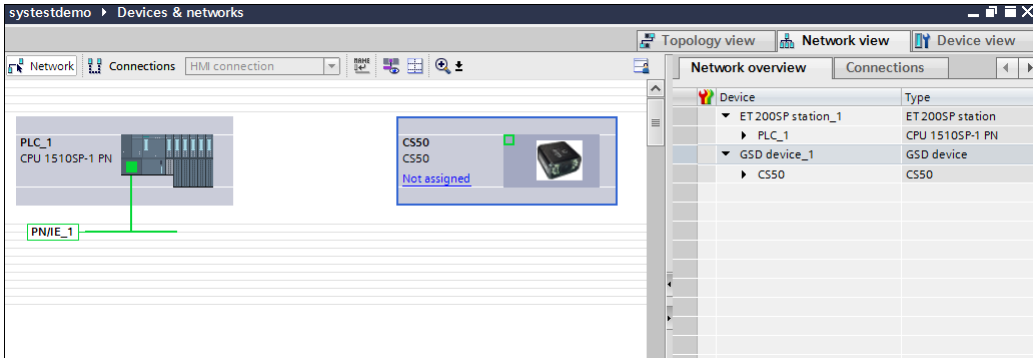 systestdemo ▸ Devices & networks
Topology view Network view Device view
Network Connections HMI connection
Network overview Connections
Device Type
ET200SP station_1 ET200SP station
PLC_1 CPU 1510SP-1 PN
GSD device_1 GSD device
CS50 CS50
PLC_1
CPU 1510SP-1 PN
CS50
CS50
Not assigned
PN/IE_1